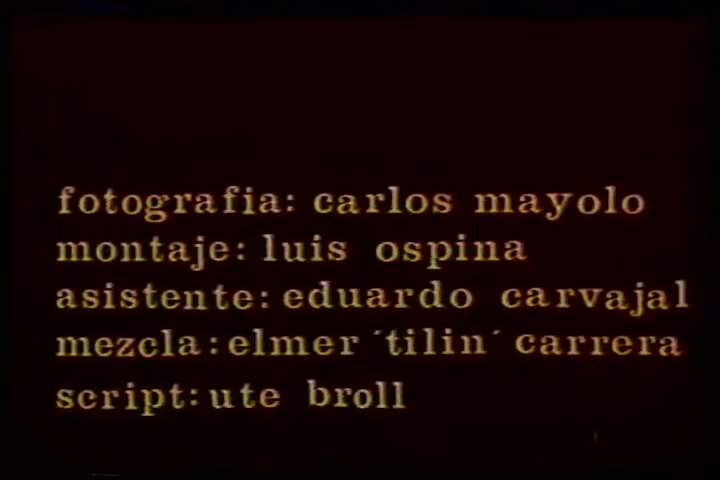 fotografia: carlos mayolo
montaje: luis ospina
asistente: eduardo carvajal
mezcla: elmer ´tilin´ carrera
script: ute broll